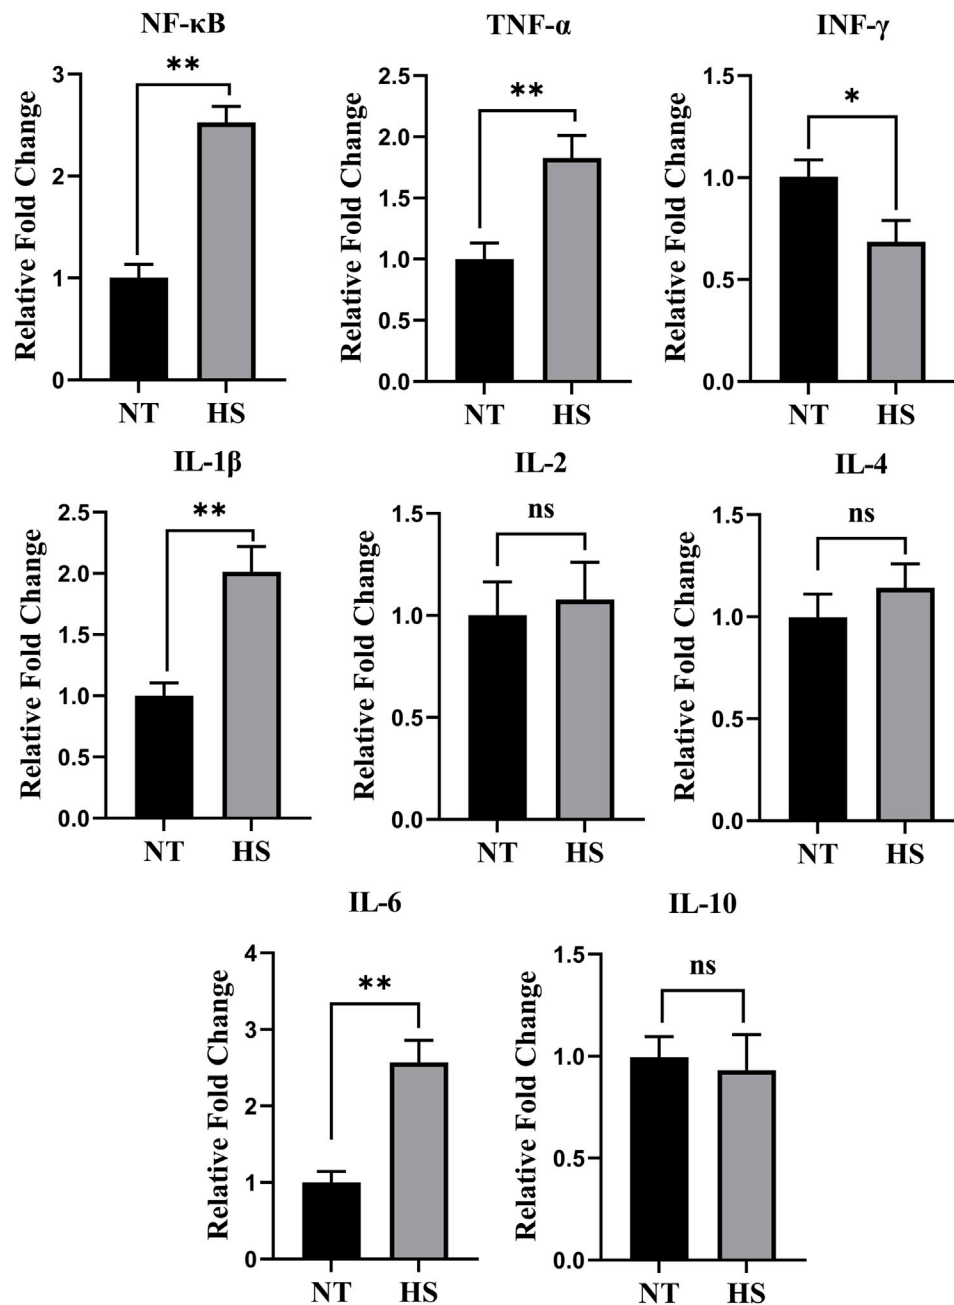 NF-κB
**
Relative Fold Change
3
2
1
0
NT HS
TNF-α
**
Relative Fold Change
2.5
2.0
1.5
1.0
0.5
0.0
NT HS
INF-γ
*
Relative Fold Change
1.5
1.0
0.5
0.0
NT HS
IL-1β
**
Relative Fold Change
2.5
2.0
1.5
1.0
0.5
0.0
NT HS
IL-2
ns
Relative Fold Change
1.5
1.0
0.5
0.0
NT HS
IL-4
ns
Relative Fold Change
1.5
1.0
0.5
0.0
NT HS
IL-6
**
Relative Fold Change
4
3
2
1
0
NT HS
IL-10
ns
Relative Fold Change
1.5
1.0
0.5
0.0
NT HS